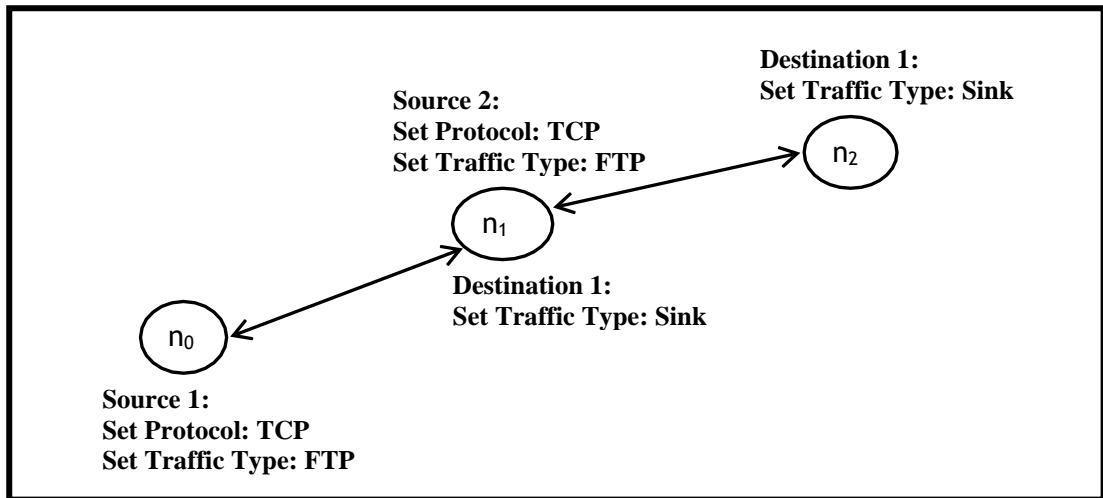 Destination 1:
Set Traffic Type: Sink
Source 2:
Set Protocol: TCP
Set Traffic Type: FTP
n₂
n₁
Destination 1:
Set Traffic Type: Sink
n₀
Source 1:
Set Protocol: TCP
Set Traffic Type: FTP